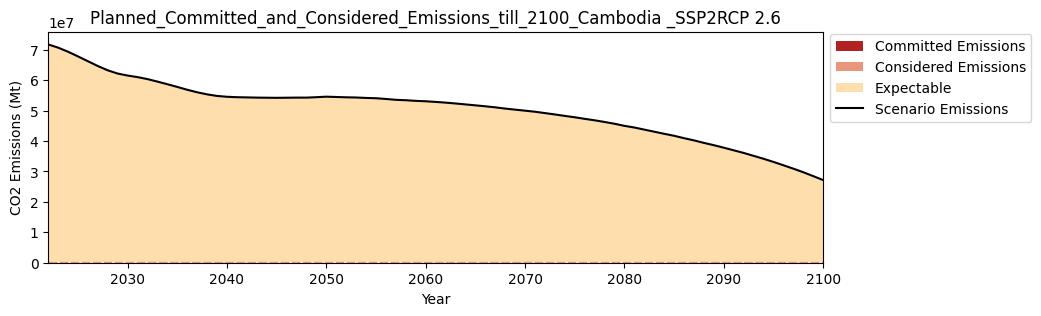 Planned_Committed_and_Considered_Emissions_till_2100_Cambodia _SSP2RCP 2.6
1e7
7
6
5
4
3
2
1
0
CO2 Emissions (Mt)
2030 2040 2050 2060 2070 2080 2090 2100
Year
Committed Emissions
Considered Emissions
Expectable
Scenario Emissions